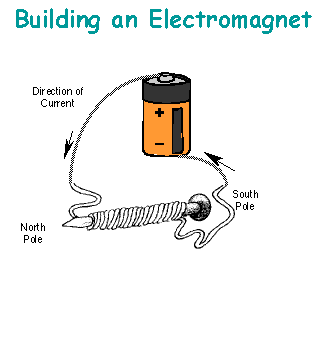 Building an Electromagnet
Direction of
Current
+
–
South
Pole
North
Pole